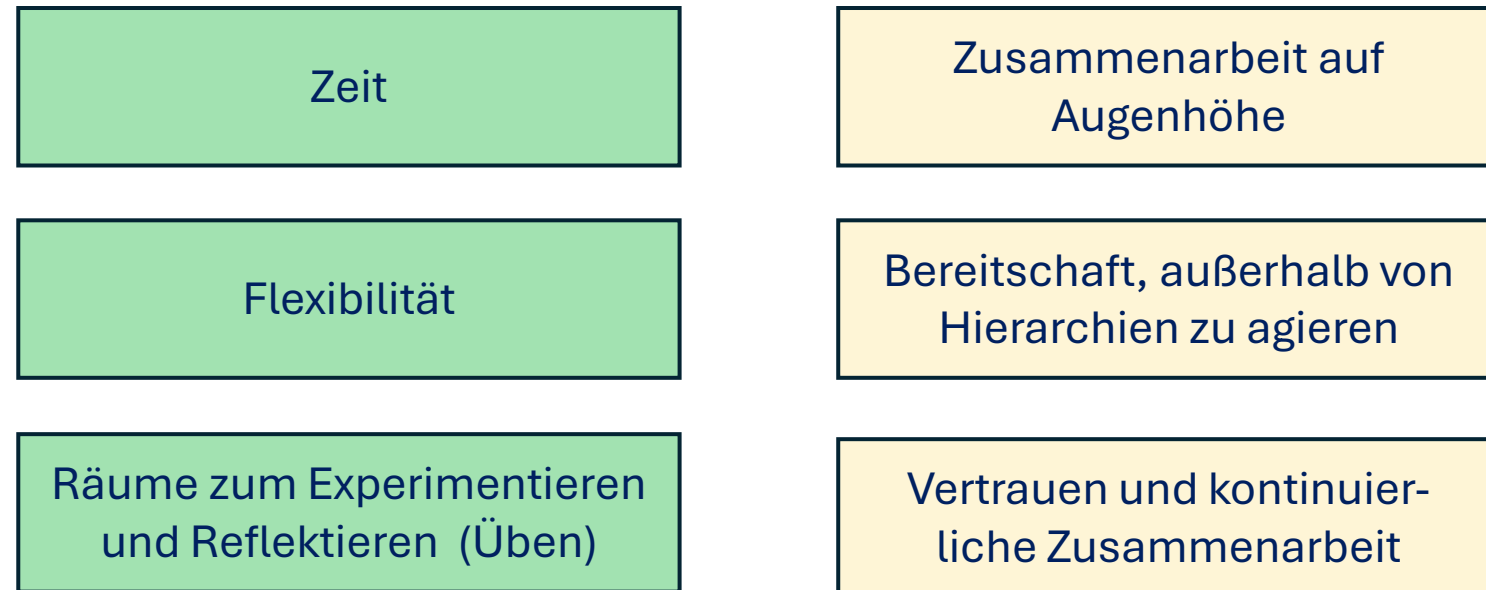 Zeit
Zusammenarbeit auf
Augenhöhe
Flexibilität
Bereitschaft, außerhalb von
Hierarchien zu agieren
Räume zum Experimentieren
und Reflektieren  (Üben)
Vertrauen und kontinuier-
liche Zusammenarbeit